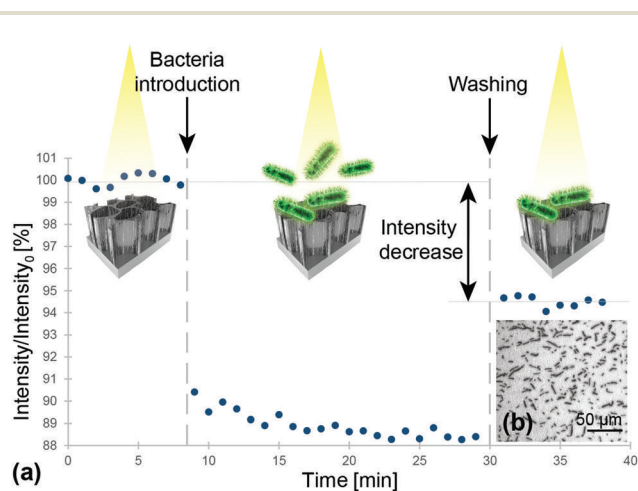 Bacteria
introduction
Washing
Intensity/Intensity0 [%]
101
100
99
98
97
96
95
94
93
92
91
90
89
88
Intensity
decrease
(b)
50 µm
0
5
10
15
20
25
30
35
40
(a)
Time [min]